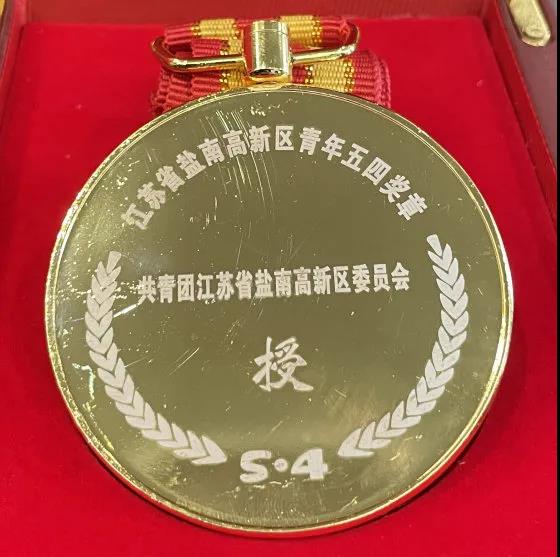 江苏省盐南高新区青年五四奖章
共青团江苏省盐南高新区委员会
授
5·4